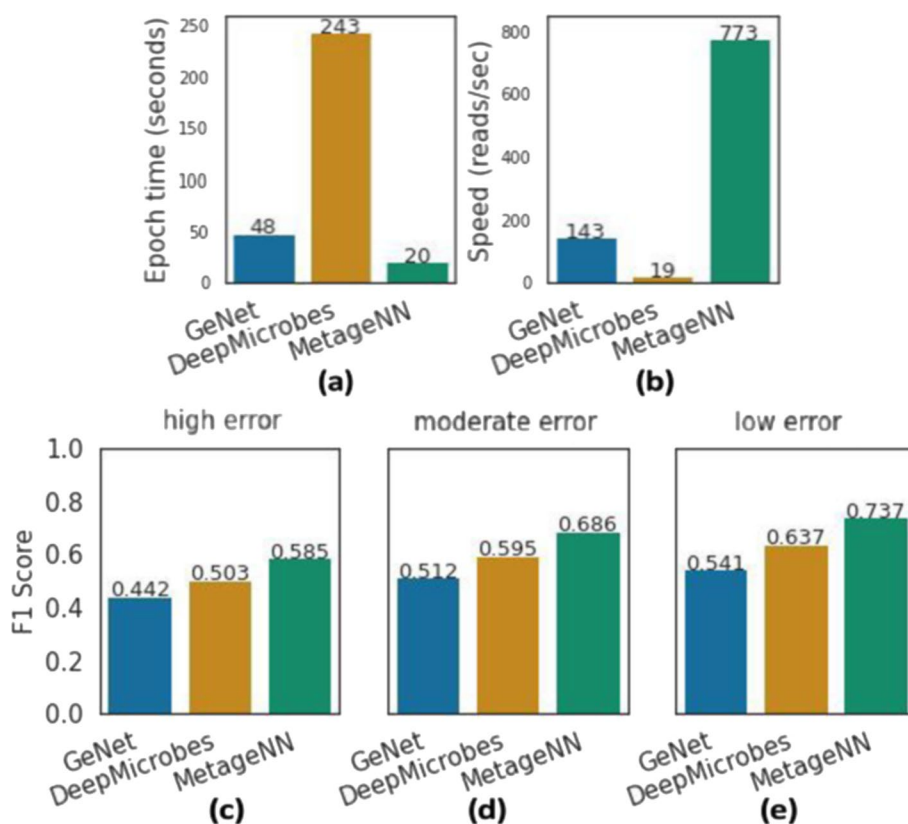 Epoch time (seconds)
250
200
150
100
50
0
243
48
20
GeNet
DeepMicrobes
MetageNN
(a)
Speed (reads/sec)
800
600
400
200
0
773
143
19
GeNet
DeepMicrobes
MetageNN
(b)
high error
F1 Score
1.0
0.8
0.6
0.4
0.2
0.0
0.442
0.503
0.585
GeNet
DeepMicrobes
MetageNN
(c)
moderate error
0.512
0.595
0.686
GeNet
DeepMicrobes
MetageNN
(d)
low error
0.541
0.637
0.737
GeNet
DeepMicrobes
MetageNN
(e)